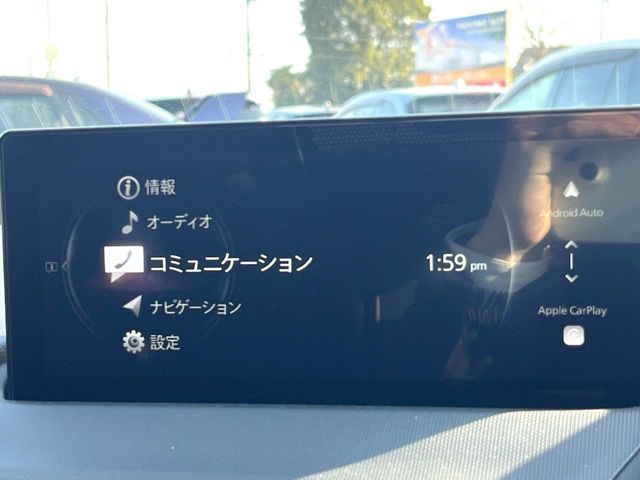 情報
オーディオ
コミュニケーション
ナビゲーション
設定
1:59 pm
Android Auto
Apple CarPlay